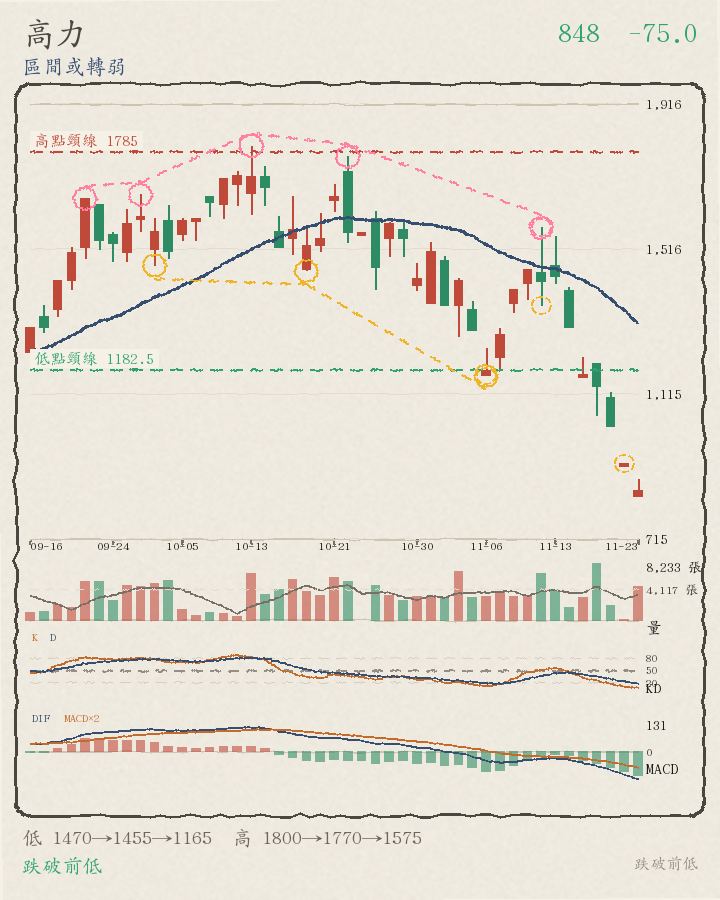 高力
848 -75.0
區間或轉弱
1,916
高點頸線 1785
1,516
低點頸線 1182.5
1,115
715
09-16 09-24 10-05 10-13 10-21 10-30 11-06 11-13 11-23
8,233 張
4,117 張
量
K D
80
50
20
KD
DIF MACD×2
131
0
MACD
低 1470→1455→1165 高 1800→1770→1575
跌破前低
跌破前低